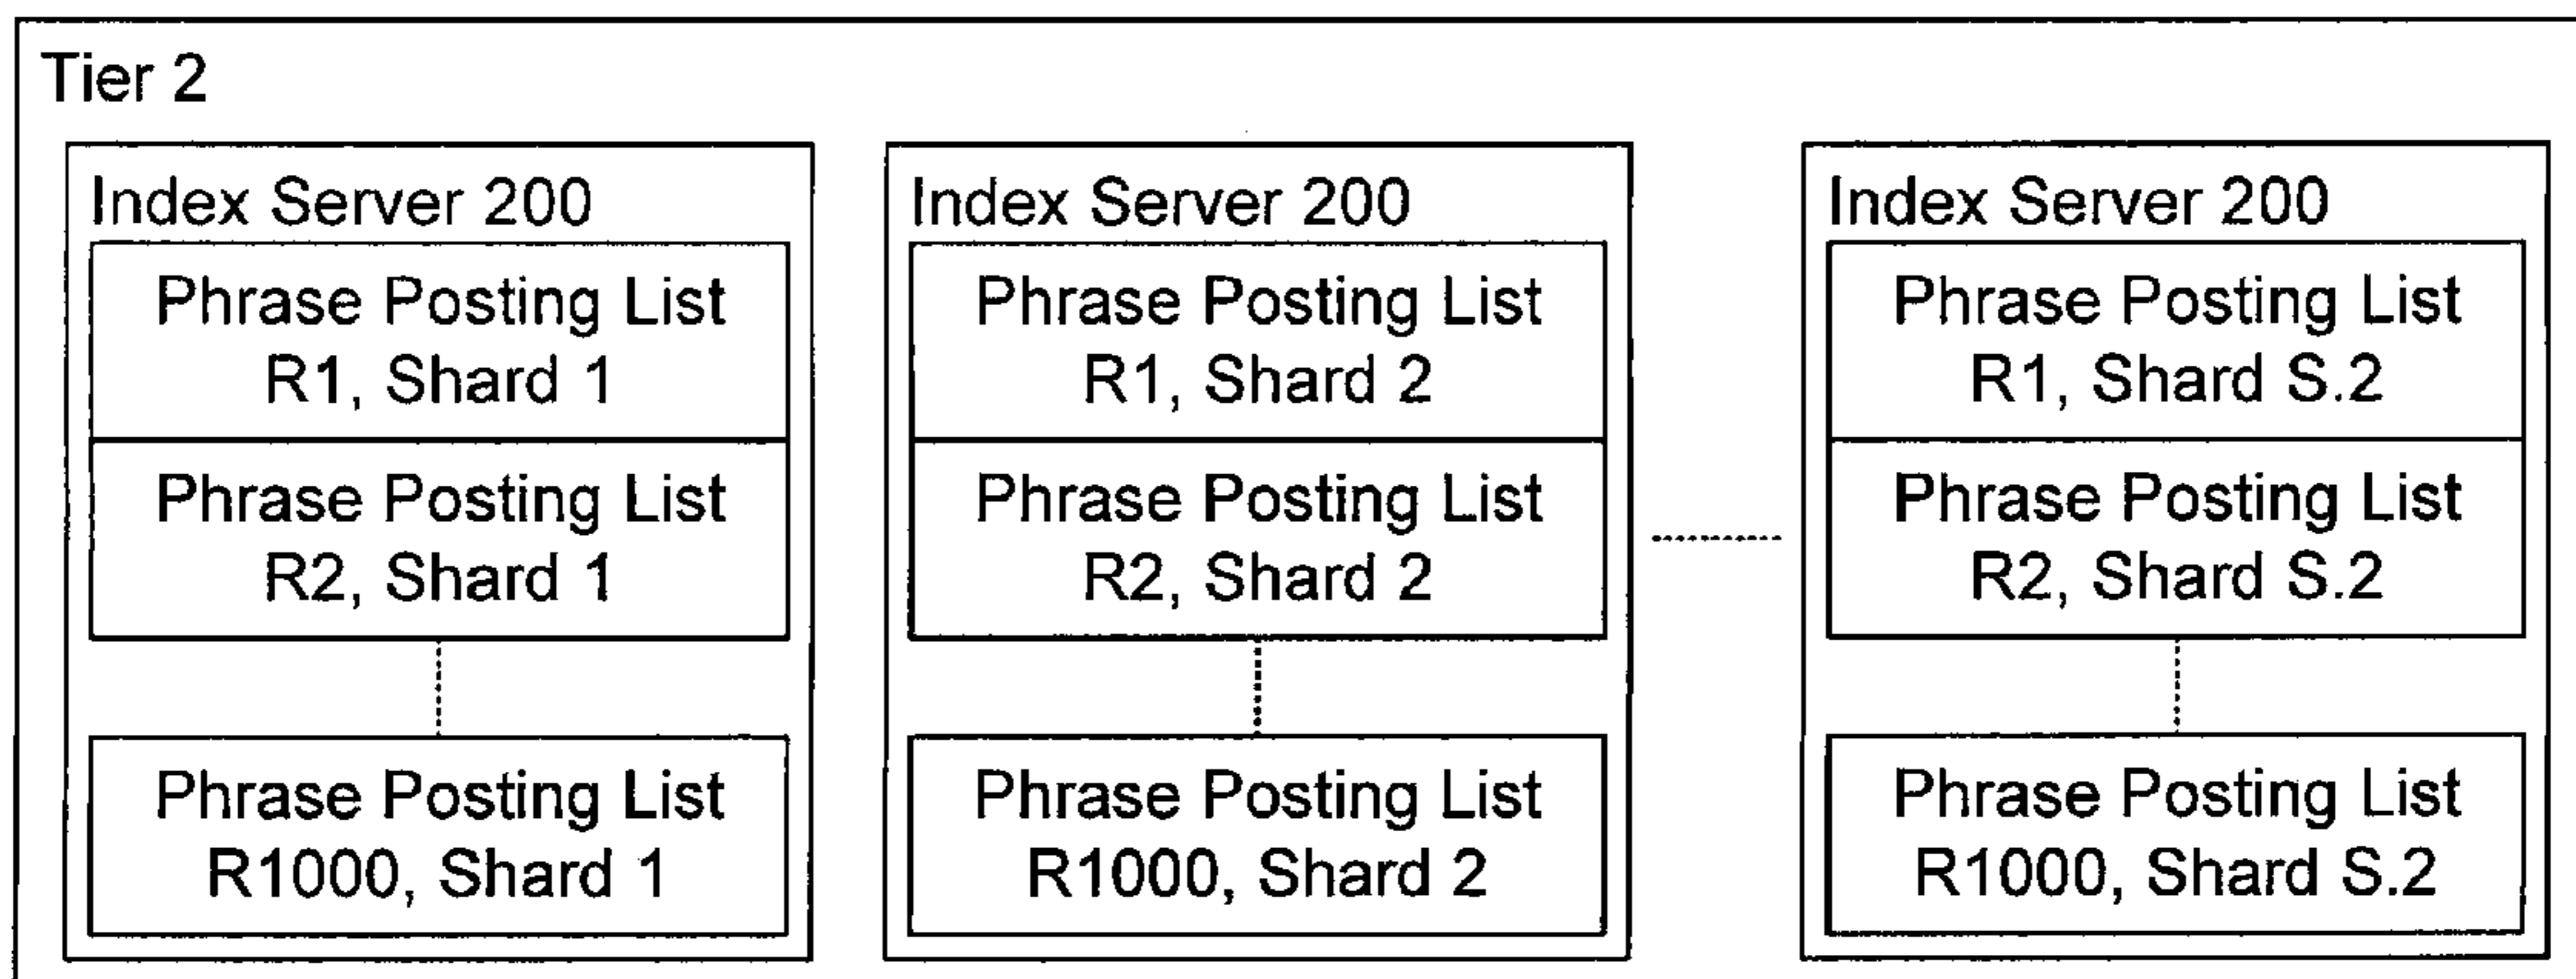 Tier 2
Index Server 200
Phrase Posting List
R1, Shard 1
Phrase Posting List
R2, Shard 1
Phrase Posting List
R1000, Shard 1
Index Server 200
Phrase Posting List
R1, Shard 2
Phrase Posting List
R2, Shard 2
Phrase Posting List
R1000, Shard 2
Index Server 200
Phrase Posting List
R1, Shard S.2
Phrase Posting List
R2, Shard S.2
Phrase Posting List
R1000, Shard S.2